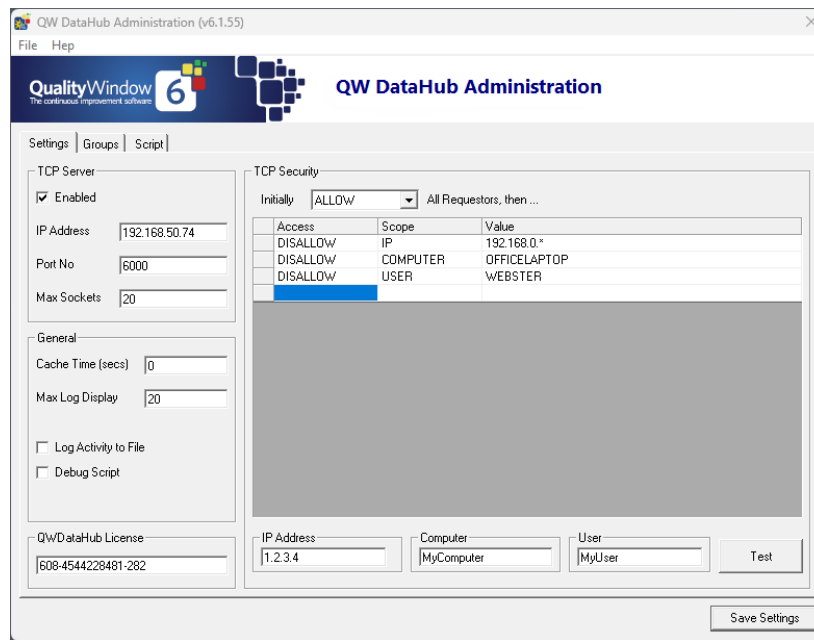 QW DataHub Administration (v6.1.55)
File Hep
QualityWindow 6
The continuous improvement software
QW DataHub Administration
Settings Groups Script
TCP Server
Enabled
IP Address 192.168.50.74
Port No 6000
Max Sockets 20
General
Cache Time (secs) 0
Max Log Display 20
Log Activity to File
Debug Script
QWDataHub License
608-4544228481-282
TCP Security
Initially ALLOW All Requestors, then ...
Access Scope Value
DISALLOW IP 192.168.0.*
DISALLOW COMPUTER OFFICELAPTOP
DISALLOW USER WEBSTER
IP Address Computer User
1.2.3.4 MyComputer MyUser Test
Save Settings